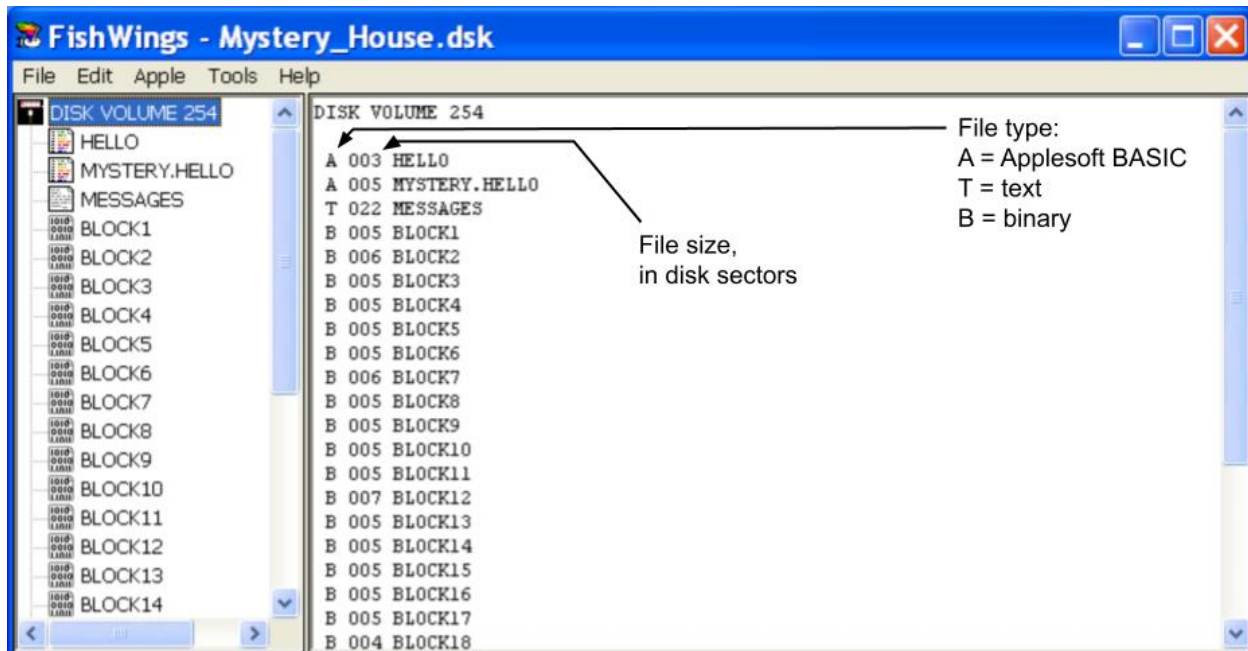 FishWings - Mystery_House.dsk
File Edit Apple Tools Help
DISK VOLUME 254
HELLO
MYSTERY.HELLO
MESSAGES
BLOCK1
BLOCK2
BLOCK3
BLOCK4
BLOCK5
BLOCK6
BLOCK7
BLOCK8
BLOCK9
BLOCK10
BLOCK11
BLOCK12
BLOCK13
BLOCK14
DISK VOLUME 254
A 003 HELLO
A 005 MYSTERY.HELLO
T 022 MESSAGES
B 005 BLOCK1
B 006 BLOCK2
B 005 BLOCK3
B 005 BLOCK4
B 005 BLOCK5
B 005 BLOCK6
B 006 BLOCK7
B 005 BLOCK8
B 005 BLOCK9
B 005 BLOCK10
B 005 BLOCK11
B 007 BLOCK12
B 005 BLOCK13
B 005 BLOCK14
B 005 BLOCK15
B 005 BLOCK16
B 005 BLOCK17
B 004 BLOCK18
File size,
in disk sectors
File type:
A = Applesoft BASIC
T = text
B = binary